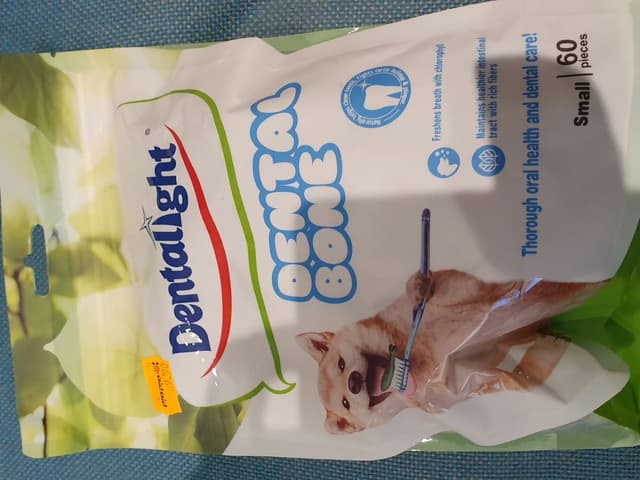 Dentalight
DENTAL
BONE
Freshens breath with chlorophyl
Maintains healthier intestinal
tract with rich fibers
Thorough oral health and dental care!
Small | 60
pieces